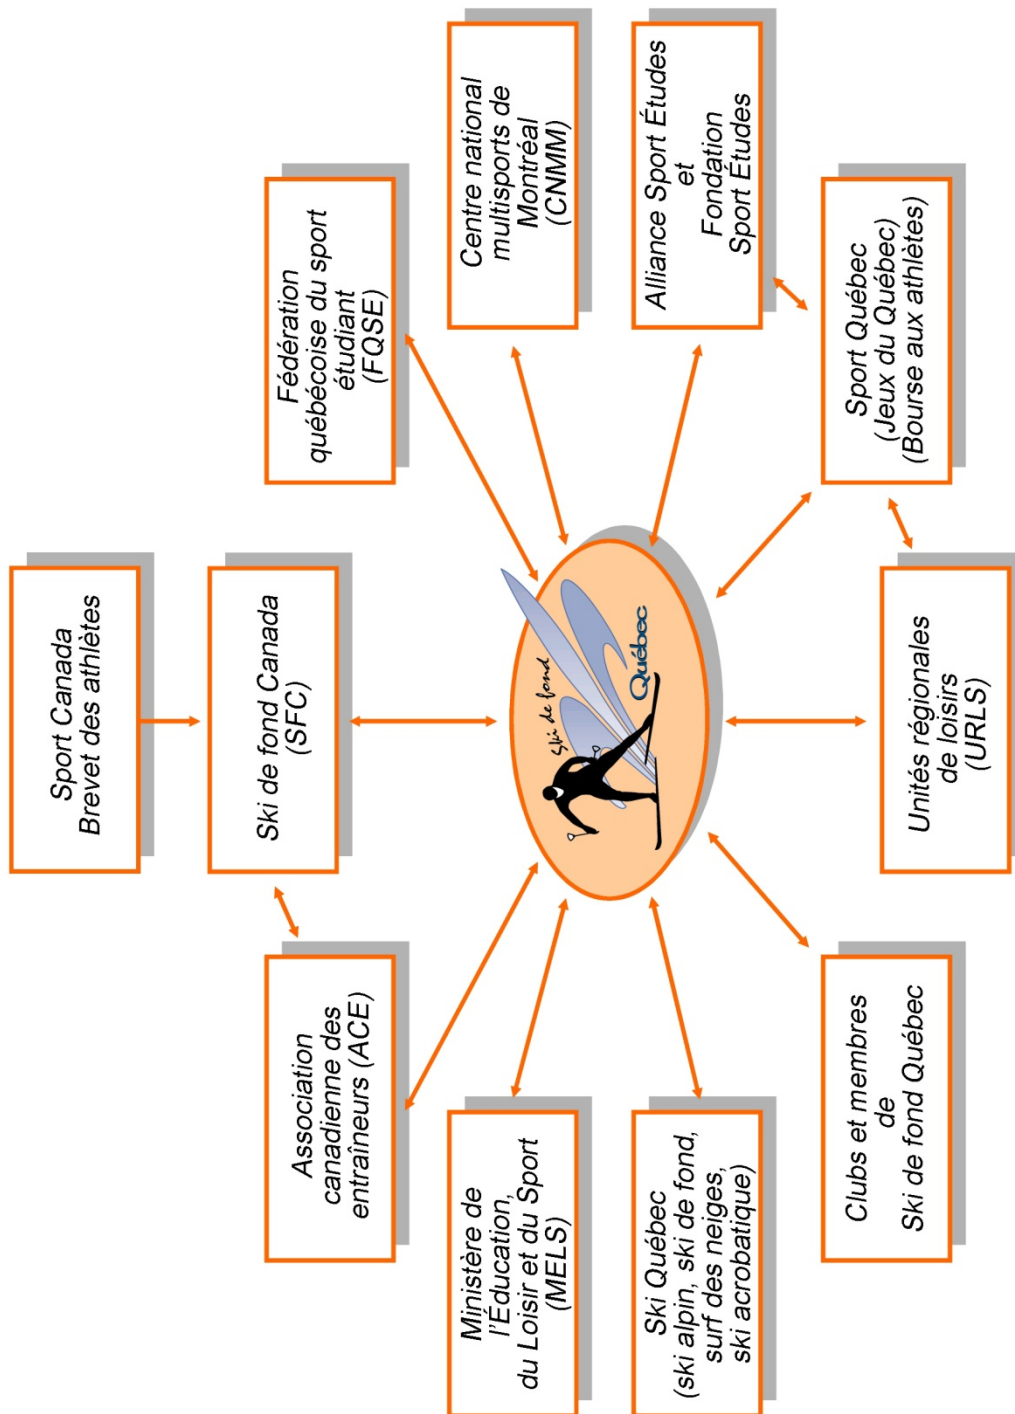 Sport Canada
Brevet des athlètes
Ski de fond Canada
(SFC)
Association
canadienne des
entraîneurs (ACE)
Fédération
québécoise du sport
étudiant
(FQSE)
Ministère de
l'Éducation,
du Loisir et du Sport
(MELS)
Centre national
multisports de
Montréal
(CNMM)
Ski de fond
Québec
Ski Québec
(ski alpin, ski de fond,
surf des neiges,
ski acrobatique)
Alliance Sport Études
et
Fondation
Sport Études
Clubs et membres
de
Ski de fond Québec
Unités régionales
de loisirs
(URLS)
Sport Québec
(Jeux du Québec)
(Bourse aux athlètes)